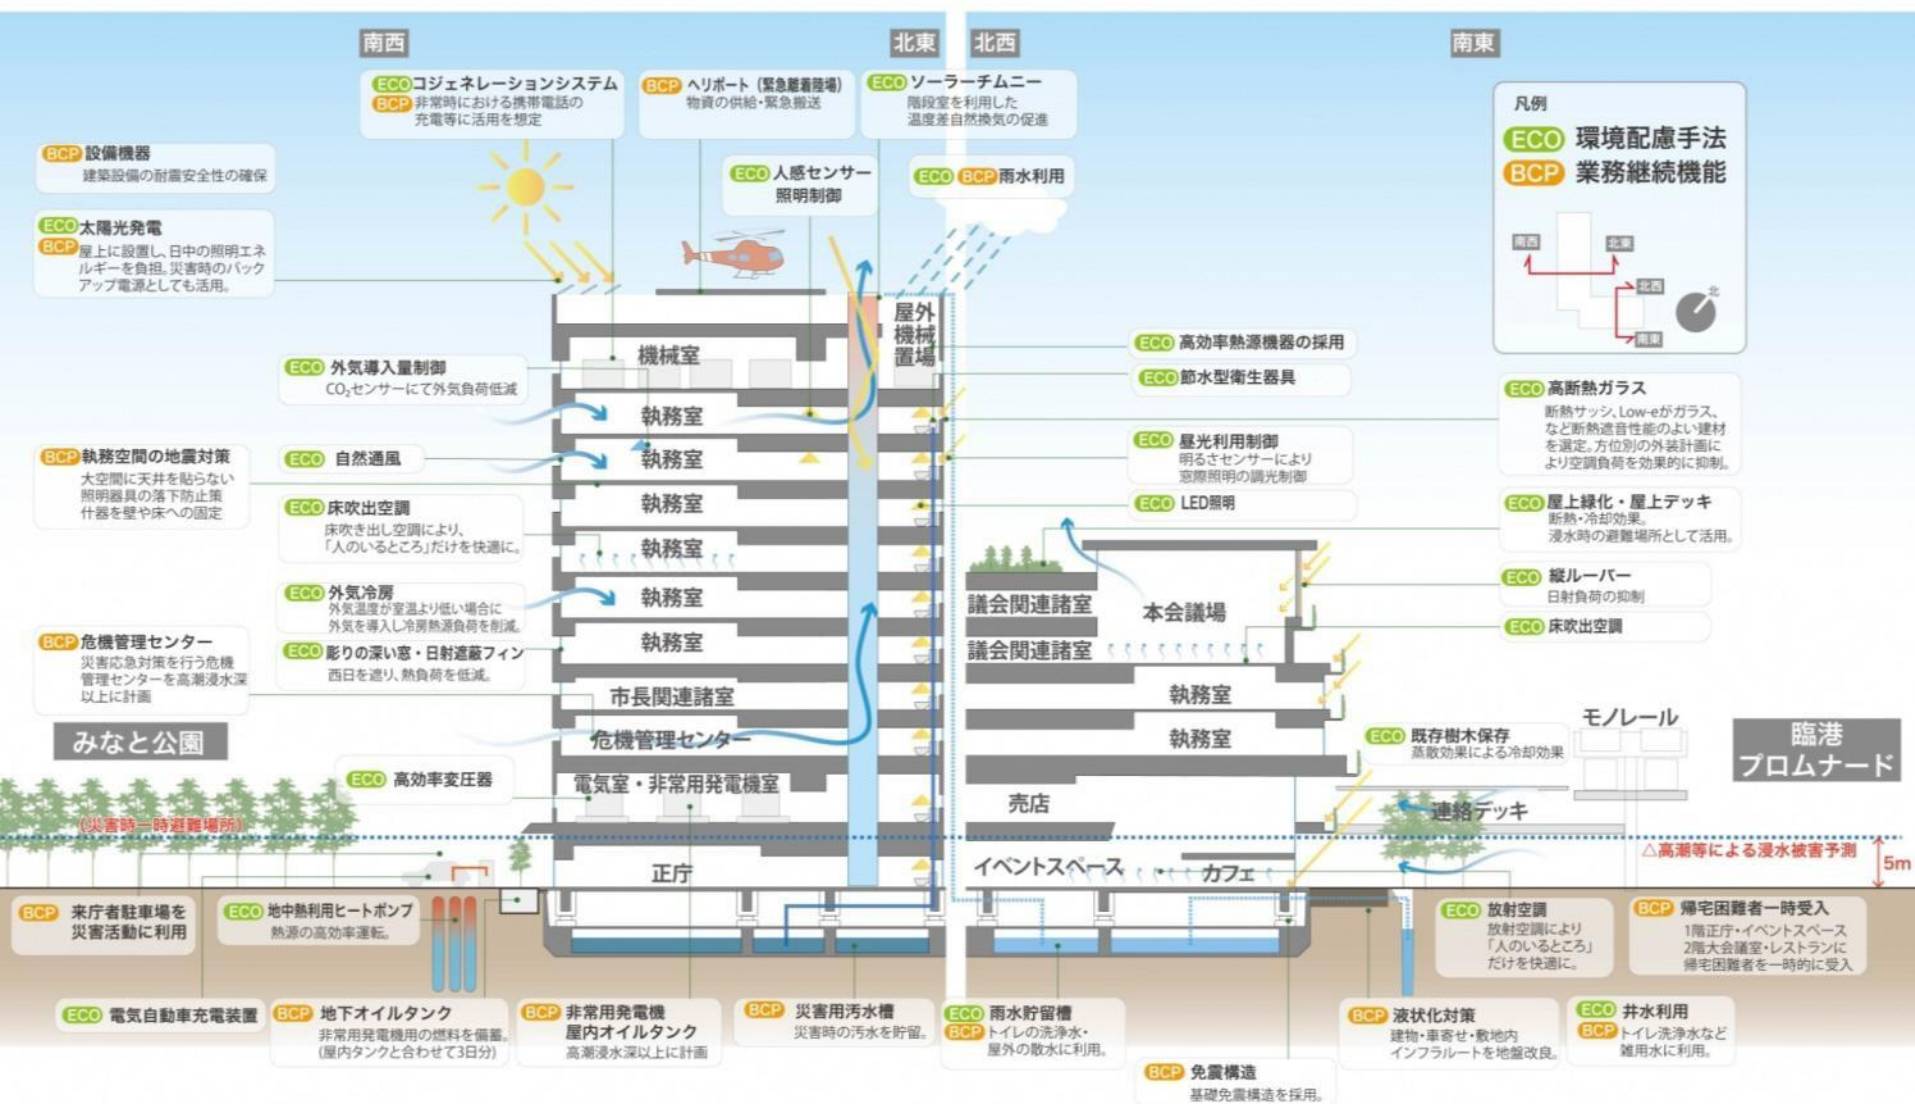 南西
北東
北西
南東
ECO コジェネレーションシステム
BCP 非常時における携帯電話の
充電等に活用を想定
BCP ヘリポート（緊急離着陸場）
物資の供給・緊急搬送
ECO ソーラーチムニー
階段室を利用した
温度差自然換気の促進
凡例
ECO 環境配慮手法
BCP 業務継続機能
南西
北東
北西
南東
北
BCP 設備機器
建築設備の耐震安全性の確保
ECO 人感センサー
照明制御
ECO BCP 雨水利用
ECO 太陽光発電
BCP 屋上に設置し、日中の照明エネ
ルギーを負担。災害時のバック
アップ電源としても活用。
屋外
機械
置場
機械室
ECO 外気導入量制御
CO₂センサーにて外気負荷低減
ECO 高効率熱源機器の採用
ECO 節水型衛生器具
ECO 高断熱ガラス
断熱サッシ、Low-eがガラス、
など断熱遮音性能のよい建材
を選定。方位別の外装計画に
より空調負荷を効果的に抑制。
執務室
BCP 執務空間の地震対策
大空間に天井を貼らない
照明器具の落下防止策
什器を壁や床への固定
ECO 自然通風
執務室
ECO 昼光利用制御
明るさセンサーにより
窓際照明の調光制御
ECO 床吹出空調
床吹き出し空調により、
「人のいるところ」だけを快適に。
執務室
ECO LED照明
ECO 屋上緑化・屋上デッキ
断熱・冷却効果。
浸水時の避難場所として活用。
執務室
ECO 外気冷房
外気温度が室温より低い場合に
外気を導入し冷房熱源負荷を削減。
執務室
議会関連諸室
本会議場
ECO 縦ルーバー
日射負荷の抑制
ECO 床吹出空調
BCP 危機管理センター
災害応急対策を行う危機
管理センターを高潮浸水深
以上に計画
ECO 彫りの深い窓・日射遮蔽フィン
西日を遮り、熱負荷を低減。
執務室
議会関連諸室
市長関連諸室
執務室
みなと公園
危機管理センター
執務室
ECO 既存樹木保存
蒸散効果による冷却効果
モノレール
臨港
プロムナード
ECO 高効率変圧器
電気室・非常用発電機室
売店
連絡デッキ
(災害時一時避難場所)
△高潮等による浸水被害予測
5m
正庁
イベントスペース
カフェ
BCP 来庁者駐車場を
災害活動に利用
ECO 地中熱利用ヒートポンプ
熱源の高効率運転。
ECO 放射空調
放射空調により
「人のいるところ」
だけを快適に。
BCP 帰宅困難者一時受入
1階正庁・イベントスペース
2階大会議室・レストランに
帰宅困難者を一時的に受入
ECO 電気自動車充電装置
BCP 地下オイルタンク
非常用発電機用の燃料を備蓄。
(屋内タンクと合わせて3日分)
BCP 非常用発電機
屋内オイルタンク
高潮浸水深以上に計画
BCP 災害用汚水槽
災害時の汚水を貯留。
ECO 雨水貯留槽
BCP トイレの洗浄水・
屋外の散水に利用。
BCP 免震構造
基礎免震構造を採用。
BCP 液状化対策
建物・車寄せ・敷地内
インフラルートを地盤改良。
ECO 井水利用
BCP トイレ洗浄水など
雑用水に利用。